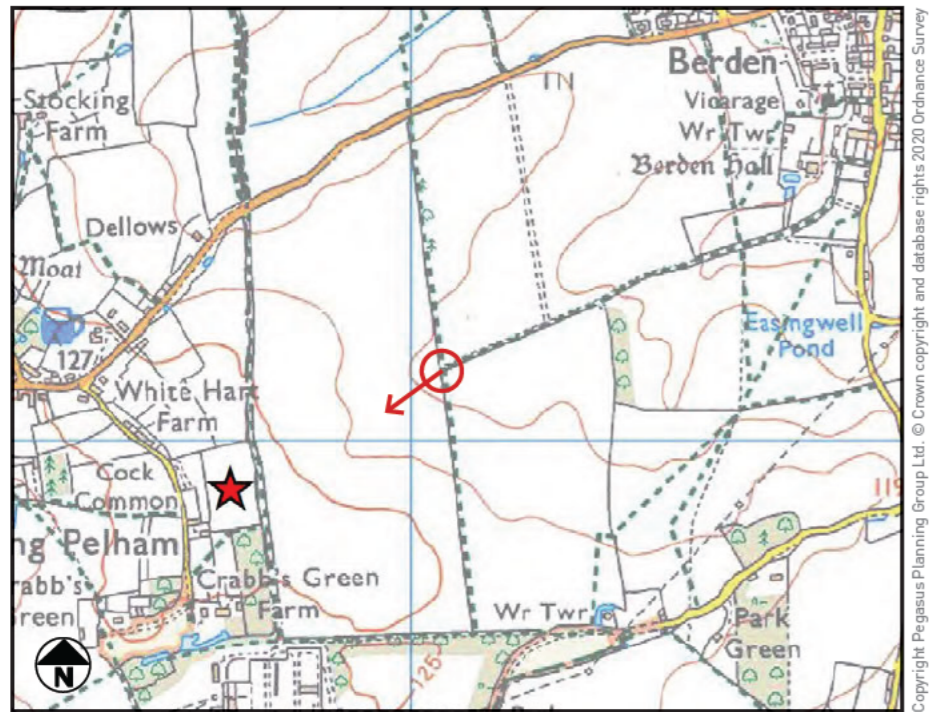 Berden
111
Stocking
Farm
Vicarage
Wr Twr
Berden Hall
Dellows
Moat
Easingwell
Pond
127
White Hart
Farm
Cock
Common
119
ng Pelham
rabb's
Green
Crabb's Green
Farm
Wr Twr
Park
Green
125
N
Copyright Pegasus Planning Group Ltd. © Crown copyright and database rights 2020 Ordnance Survey